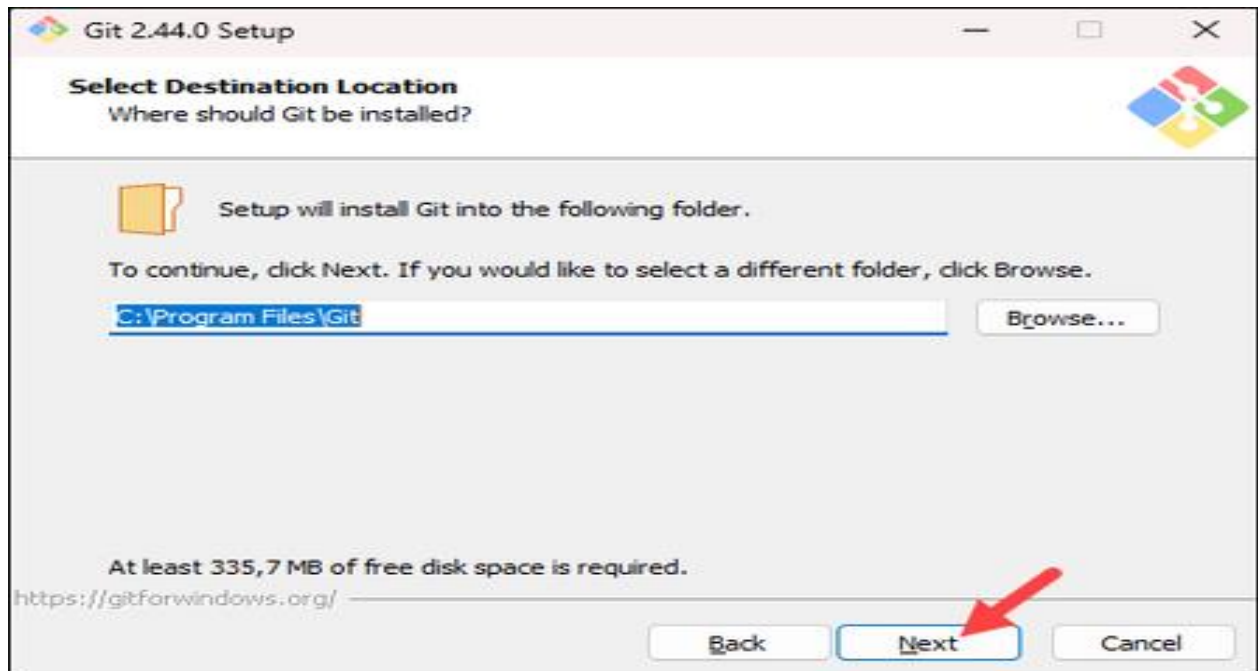 Git 2.44.0 Setup
Select Destination Location
Where should Git be installed?
Setup will install Git into the following folder.
To continue, click Next. If you would like to select a different folder, click Browse.
C:\Program Files\Git
Browse...
At least 335,7 MB of free disk space is required.
https://gitforwindows.org/
Back
Next
Cancel